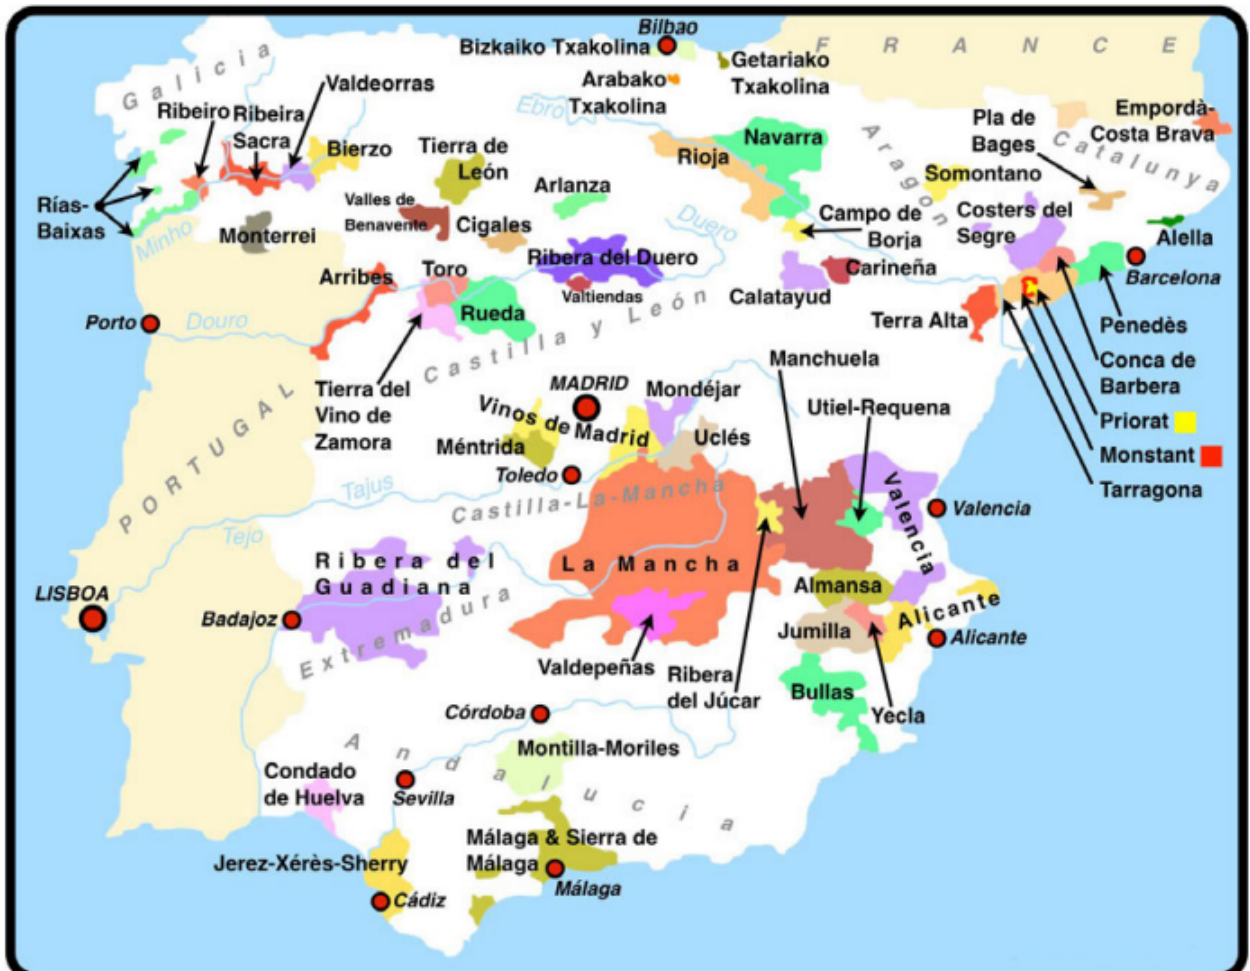 Bilbao
Bizkaiko Txakolina
F R A N C E
Getariako
Txakolina
Arabako
Txakolina
Galicia
Valdeorras
Ribeiro
Ribeira
Sacra
Bierzo
Ebro
Tierra de
León
Navarra
Rioja
Aragon
Pla de
Bages
Empordà-
Costa Brava
Catalunya
Somontano
Rías-
Baixas
Minho
Monterrei
Valles de
Benavente
Cigales
Arlanza
Duero
Campo de
Borja
Costers del
Segre
Alella
Barcelona
Arribes
Toro
Ribera del Duero
Valtiendas
Rueda
Carineña
Calatayud
Terra Alta
Penedès
Conca de
Barbera
Priorat
Monstant
Tarragona
Porto
Douro
Castilla y León
Tierra del
Vino de
Zamora
PORTUGAL
MADRID
Mondéjar
Manchuela
Utiel-Requena
Vinos de Madrid
Méntrida
Uclés
Toledo
Tajus
Castilla-La-Mancha
Tejo
Valencia
Valencia
Ribera del
Guadiana
La Mancha
Almansa
LISBOA
Badajoz
Extremadura
Alicante
Alicante
Jumilla
Valdepeñas
Ribera
del Júcar
Bullas
Yecla
Córdoba
Andalucia
Montilla-Moriles
Condado
de Huelva
Sevilla
Málaga & Sierra de
Málaga
Málaga
Jerez-Xérès-Sherry
Cádiz